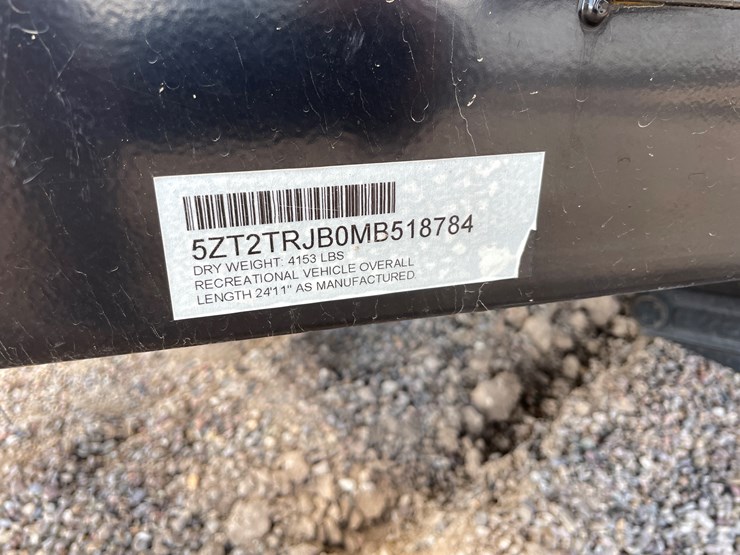 5ZT2TRJB0MB518784
DRY WEIGHT: 4153 LBS
RECREATIONAL VEHICLE OVERALL
LENGTH 24'11" AS MANUFACTURED.